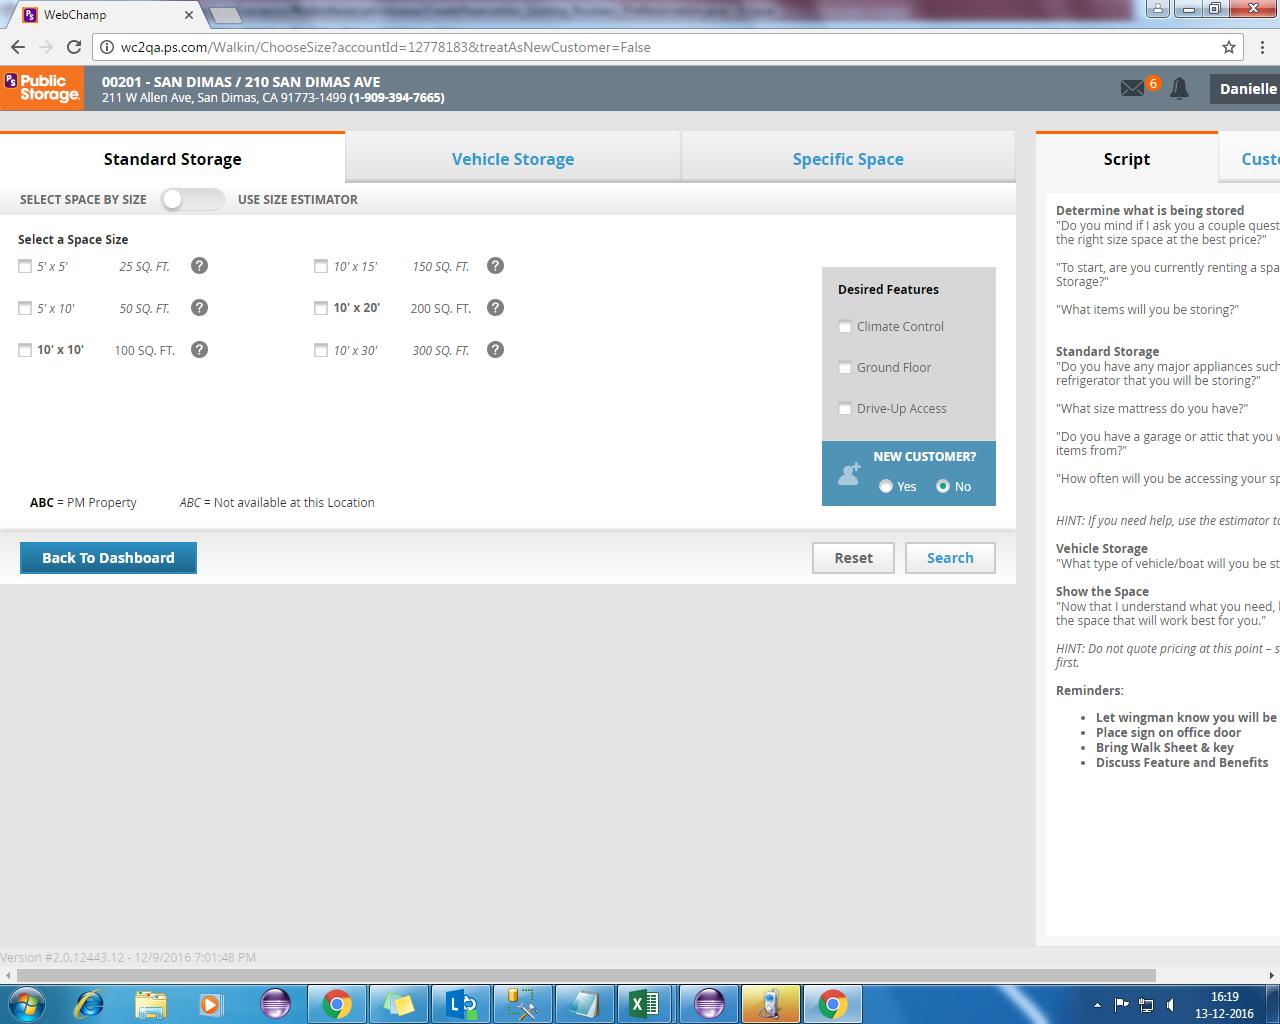 WebChamp
wc2qa.ps.com/Walkin/ChooseSize?accountId=12778183&treatAsNewCustomer=False
PS Public Storage.
00201 - SAN DIMAS / 210 SAN DIMAS AVE
211 W Allen Ave, San Dimas, CA 91773-1499 (1-909-394-7665)
6
Danielle
Standard Storage
Vehicle Storage
Specific Space
SELECT SPACE BY SIZE
USE SIZE ESTIMATOR
Select a Space Size
5' x 5' 25 SQ. FT. ?
10' x 15' 150 SQ. FT. ?
5' x 10' 50 SQ. FT. ?
10' x 20' 200 SQ. FT. ?
10' x 10' 100 SQ. FT. ?
10' x 30' 300 SQ. FT. ?
Desired Features
Climate Control
Ground Floor
Drive-Up Access
NEW CUSTOMER?
Yes No
ABC = PM Property
ABC = Not available at this Location
Back To Dashboard
Reset
Search
Script
Custo
Determine what is being stored
"Do you mind if I ask you a couple quest
the right size space at the best price?"
"To start, are you currently renting a spa
Storage?"
"What items will you be storing?"
Standard Storage
"Do you have any major appliances such
refrigerator that you will be storing?"
"What size mattress do you have?"
"Do you have a garage or attic that you w
items from?"
"How often will you be accessing your sp
HINT: If you need help, use the estimator to
Vehicle Storage
"What type of vehicle/boat will you be st
Show the Space
"Now that I understand what you need,
the space that will work best for you."
HINT: Do not quote pricing at this point – s
first.
Reminders:
• Let wingman know you will be
• Place sign on office door
• Bring Walk Sheet & key
• Discuss Feature and Benefits
Version #2.0.12443.12 - 12/9/2016 7:01:48 PM
16:19
13-12-2016